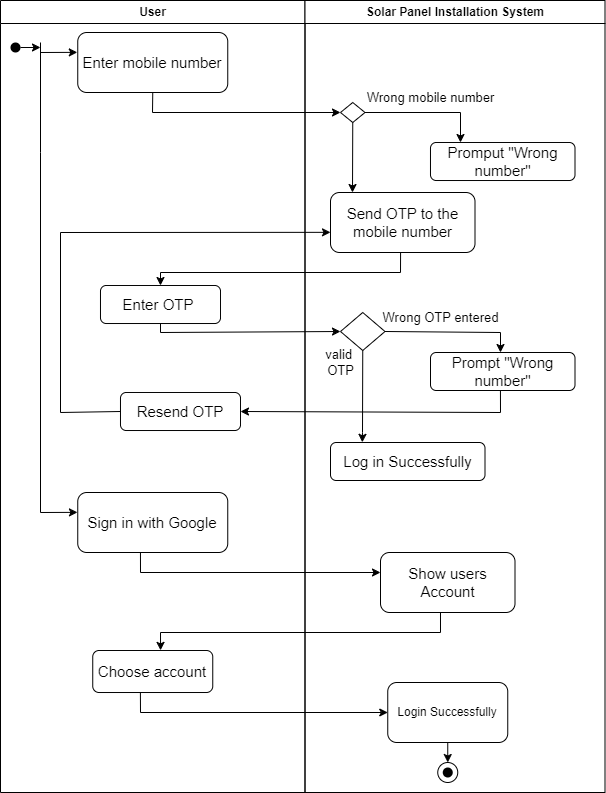 User
Solar Panel Installation System
Enter mobile number
Wrong mobile number
Promput "Wrong
number"
Send OTP to the
mobile number
Enter OTP
Wrong OTP entered
valid
OTP
Prompt "Wrong
number"
Resend OTP
Log in Successfully
Sign in with Google
Show users
Account
Choose account
Login Successfully